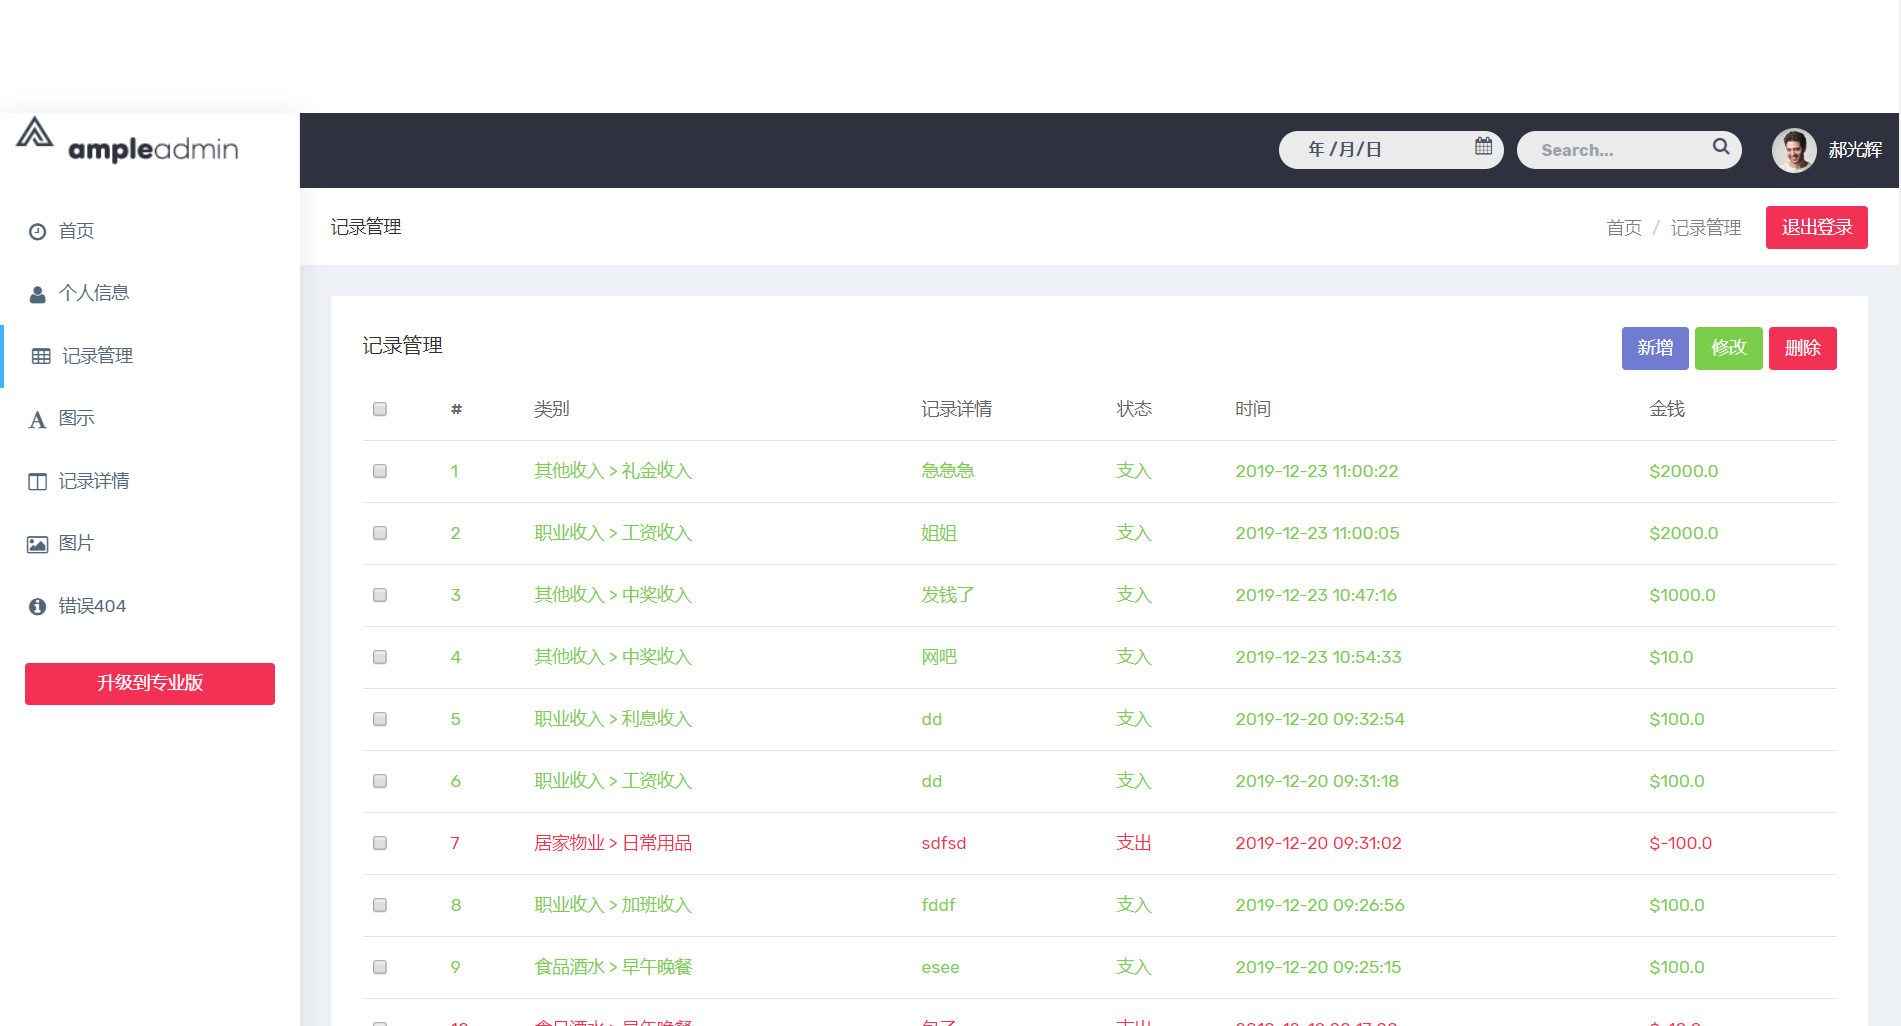 ampleadmin
年 /月/日
Search...
郝光辉
首页
个人信息
记录管理
图示
记录详情
图片
错误404
升级到专业版
记录管理
首页 / 记录管理
退出登录
记录管理
新增 修改 删除
# 类别 记录详情 状态 时间 金钱
1 其他收入 > 礼金收入 急急急 支入 2019-12-23 11:00:22 $2000.0
2 职业收入 > 工资收入 姐姐 支入 2019-12-23 11:00:05 $2000.0
3 其他收入 > 中奖收入 发钱了 支入 2019-12-23 10:47:16 $1000.0
4 其他收入 > 中奖收入 网吧 支入 2019-12-23 10:54:33 $10.0
5 职业收入 > 利息收入 dd 支入 2019-12-20 09:32:54 $100.0
6 职业收入 > 工资收入 dd 支入 2019-12-20 09:31:18 $100.0
7 居家物业 > 日常用品 sdfsd 支出 2019-12-20 09:31:02 $-100.0
8 职业收入 > 加班收入 fddf 支入 2019-12-20 09:26:56 $100.0
9 食品酒水 > 早午晚餐 esee 支入 2019-12-20 09:25:15 $100.0